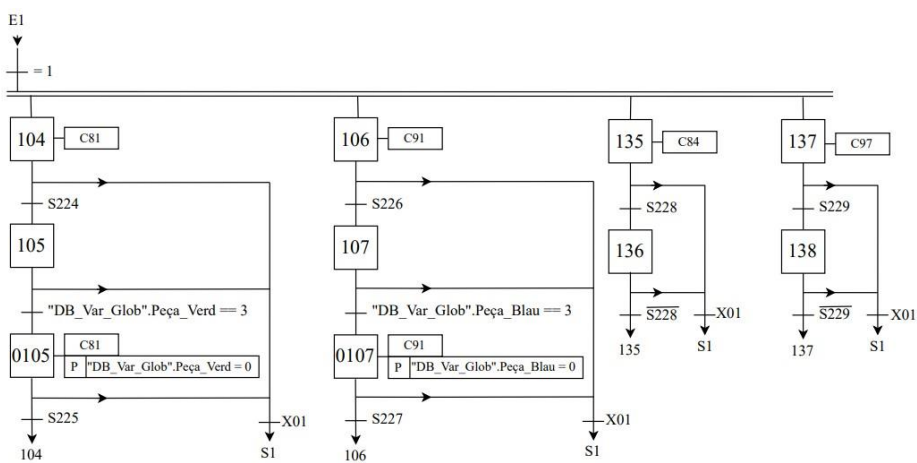 E1
= 1
104
C81
106
C91
135
C84
137
C97
S224
S226
S228
S229
105
107
136
138
"DB_Var_Glob".Peça_Verd == 3
"DB_Var_Glob".Peça_Blau == 3
S228
X01
S229
X01
0105
C81
P "DB_Var_Glob".Peça_Verd = 0
0107
C91
P "DB_Var_Glob".Peça_Blau = 0
135
S1
137
S1
S225
X01
S227
X01
104
S1
106
S1